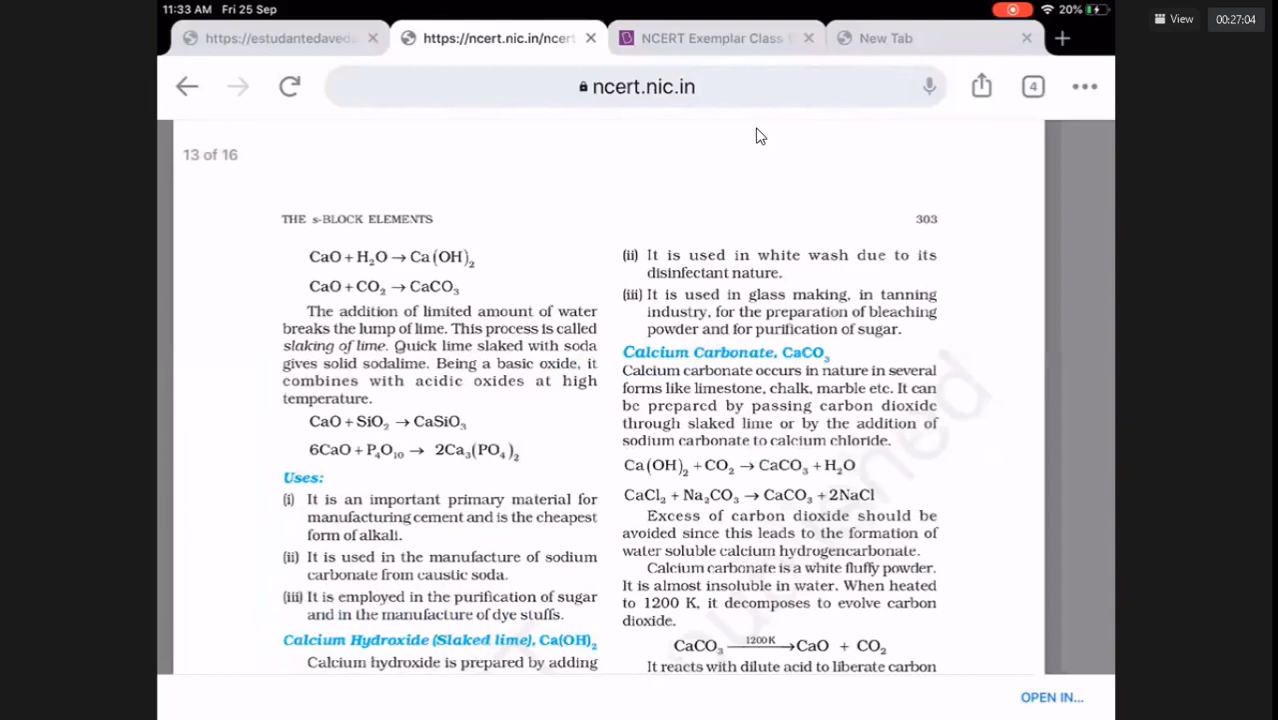 11:33 AM Fri 25 Sep
20%
View
00:27:04
https://estudantedaved
https://ncert.nic.in/ncert
NCERT Exemplar Class
New Tab
ncert.nic.in
4
13 of 16
THE s-BLOCK ELEMENTS
303
CaO + H₂O → Ca(OH)₂
CaO + CO₂ → CaCO₃
The addition of limited amount of water
breaks the lump of lime. This process is called
slaking of lime. Quick lime slaked with soda
gives solid sodalime. Being a basic oxide, it
combines with acidic oxides at high
temperature.
CaO + SiO₂ → CaSiO₃
6CaO + P₄O₁₀ → 2Ca₃(PO₄)₂
Uses:
(i) It is an important primary material for
manufacturing cement and is the cheapest
form of alkali.
(ii) It is used in the manufacture of sodium
carbonate from caustic soda.
(iii) It is employed in the purification of sugar
and in the manufacture of dye stuffs.
Calcium Hydroxide (Slaked lime), Ca(OH)₂
Calcium hydroxide is prepared by adding
(ii) It is used in white wash due to its
disinfectant nature.
(iii) It is used in glass making, in tanning
industry, for the preparation of bleaching
powder and for purification of sugar.
Calcium Carbonate, CaCO₃
Calcium carbonate occurs in nature in several
forms like limestone, chalk, marble etc. It can
be prepared by passing carbon dioxide
through slaked lime or by the addition of
sodium carbonate to calcium chloride.
Ca(OH)₂ + CO₂ → CaCO₃ + H₂O
CaCl₂ + Na₂CO₃ → CaCO₃ + 2NaCl
Excess of carbon dioxide should be
avoided since this leads to the formation of
water soluble calcium hydrogencarbonate.
Calcium carbonate is a white fluffy powder.
It is almost insoluble in water. When heated
to 1200 K, it decomposes to evolve carbon
dioxide.
CaCO₃ 1200K → CaO + CO₂
It reacts with dilute acid to liberate carbon
OPEN IN...